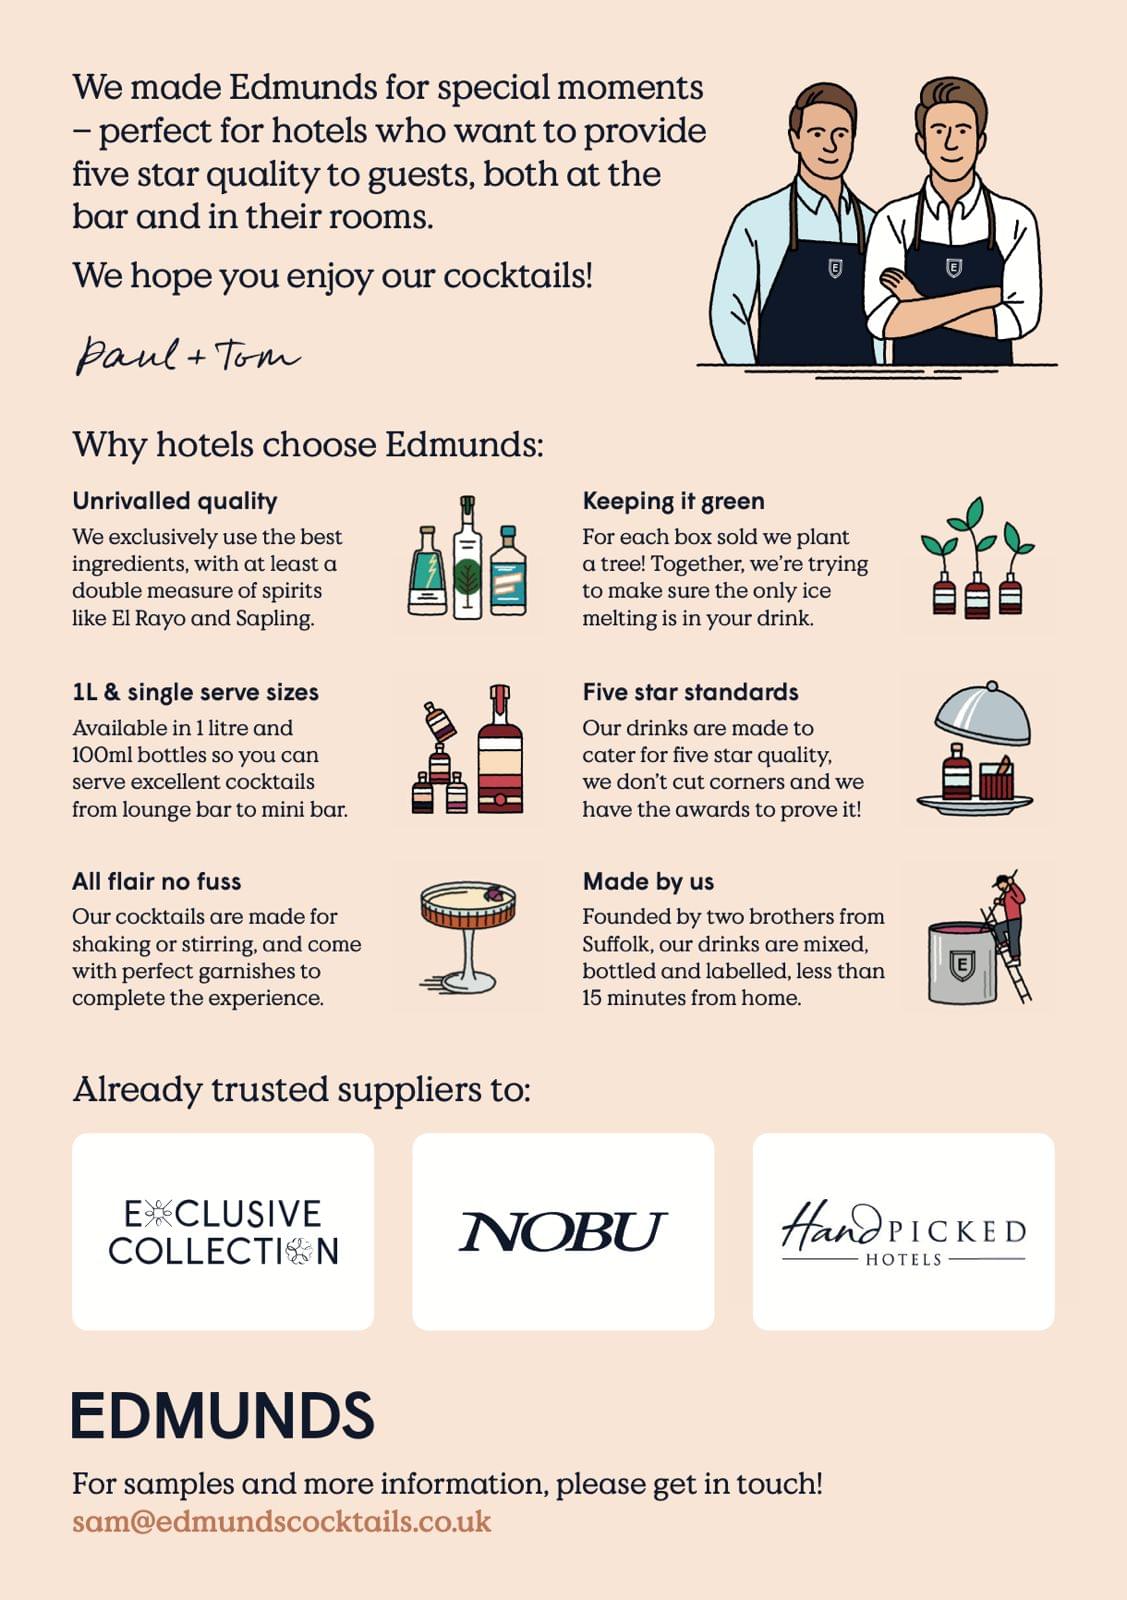 We made Edmunds for special moments
– perfect for hotels who want to provide
five star quality to guests, both at the
bar and in their rooms.
We hope you enjoy our cocktails!
Paul + Tom
E
E
Why hotels choose Edmunds:
Unrivalled quality
We exclusively use the best
ingredients, with at least a
double measure of spirits
like El Rayo and Sapling.
Keeping it green
For each box sold we plant
a tree! Together, we’re trying
to make sure the only ice
melting is in your drink.
1L & single serve sizes
Available in 1 litre and
100ml bottles so you can
serve excellent cocktails
from lounge bar to mini bar.
Five star standards
Our drinks are made to
cater for five star quality,
we don’t cut corners and we
have the awards to prove it!
All flair no fuss
Our cocktails are made for
shaking or stirring, and come
with perfect garnishes to
complete the experience.
Made by us
Founded by two brothers from
Suffolk, our drinks are mixed,
bottled and labelled, less than
15 minutes from home.
E
Already trusted suppliers to:
EXCLUSIVE
COLLECTION
NOBU
Hand PICKED
HOTELS
EDMUNDS
For samples and more information, please get in touch!
sam@edmundscocktails.co.uk